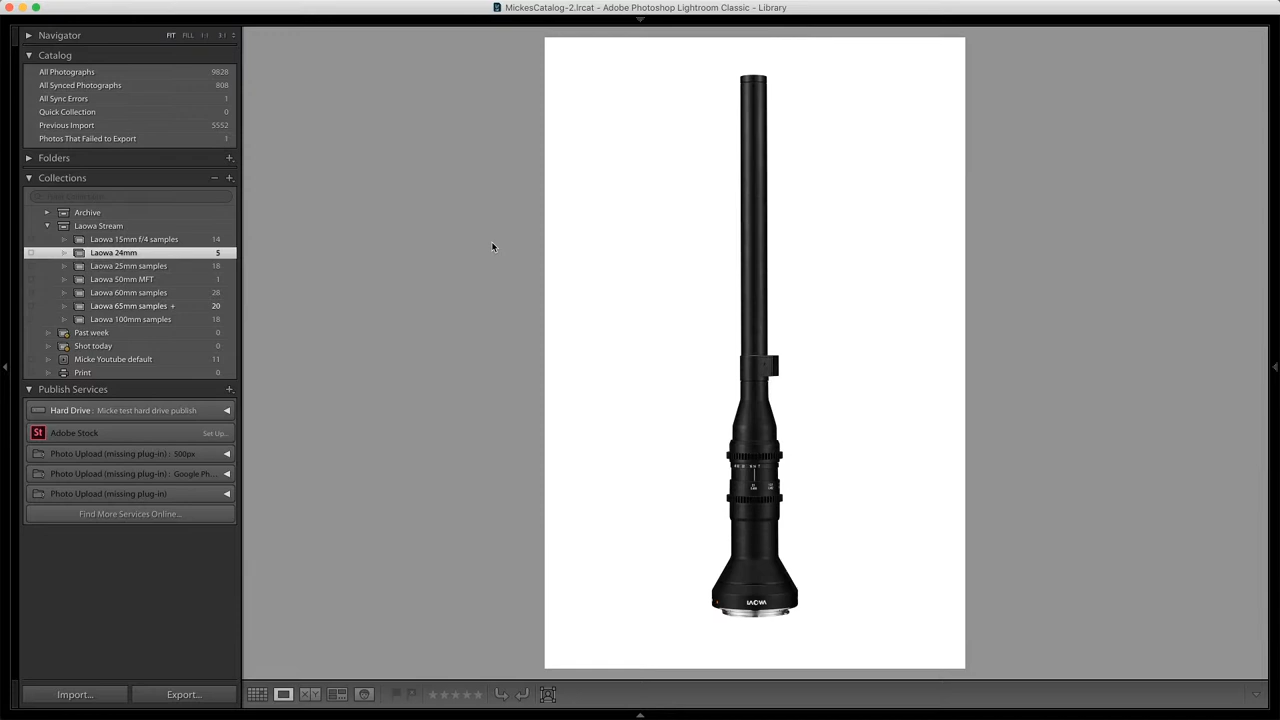 MickesCatalog-2.lrcat - Adobe Photoshop Lightroom Classic - Library
Navigator FIT FILL 1:1 3:1
Catalog
All Photographs 9828
All Synced Photographs 808
All Sync Errors 1
Quick Collection 0
Previous Import 5552
Photos That Failed to Export 1
Folders +
Collections − +
Archive
Laowa Stream
Laowa 15mm f/4 samples 14
Laowa 24mm 5
Laowa 25mm samples 18
Laowa 50mm MFT 1
Laowa 60mm samples 28
Laowa 65mm samples + 20
Laowa 100mm samples 18
Past week 0
Shot today 0
Micke Youtube default 11
Print 0
Publish Services +
Hard Drive : Micke test hard drive publish
St Adobe Stock Set Up...
Photo Upload (missing plug-in) : 500px
Photo Upload (missing plug-in) : Google Ph...
Photo Upload (missing plug-in)
Find More Services Online...
LAOWA
Import... Export...
XY